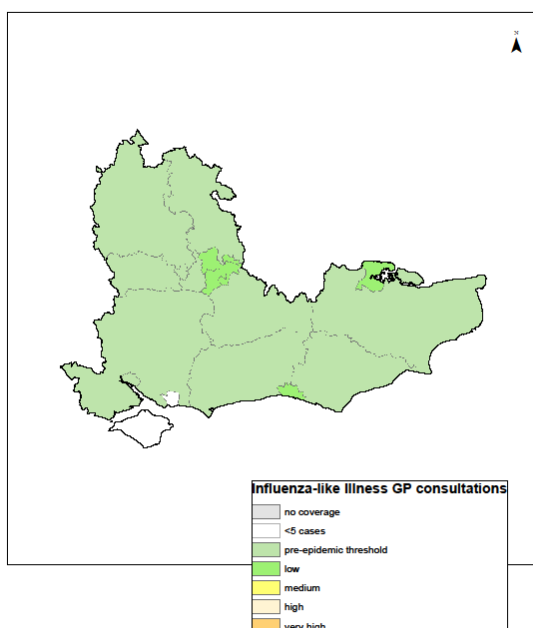 N
Influenza-like Illness GP consultations
no coverage
<5 cases
pre-epidemic threshold
low
medium
high
very high